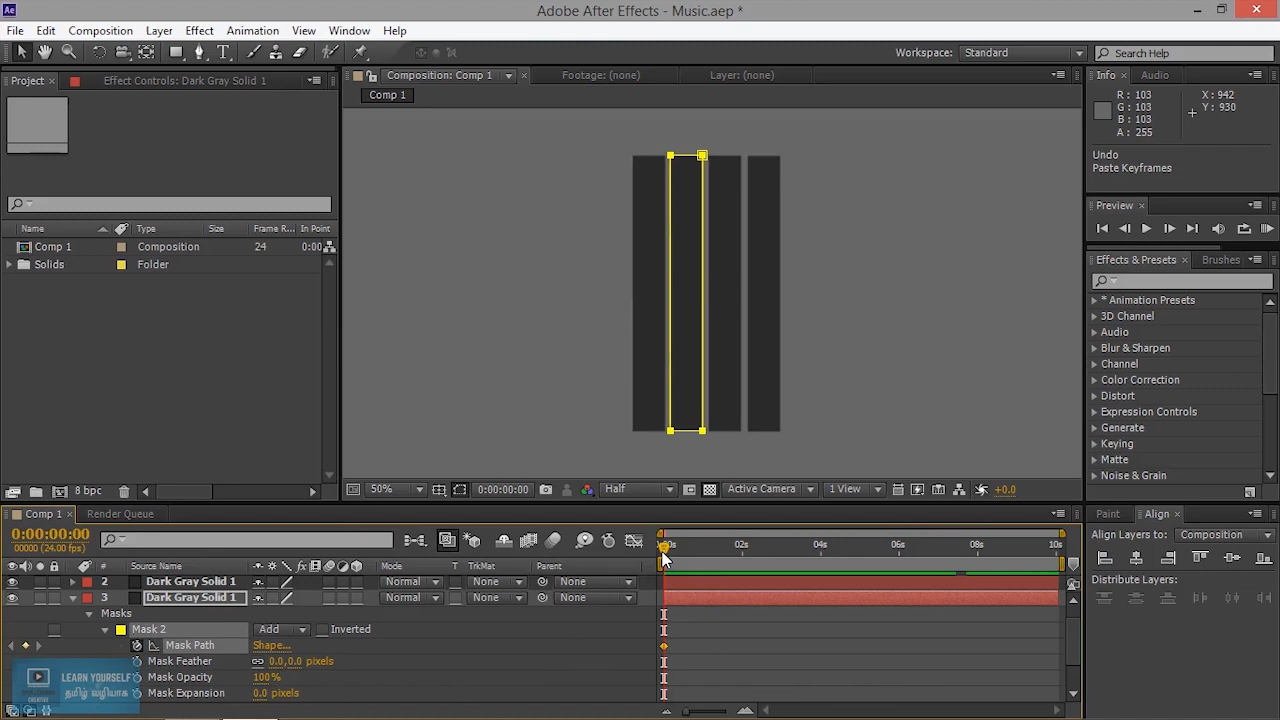 Adobe After Effects - Music.aep *
File Edit Composition Layer Effect Animation View Window Help
Workspace: Standard Search Help
Project × Effect Controls: Dark Gray Solid 1
Composition: Comp 1 Footage: (none) Layer: (none)
Info × Audio
Comp 1
R : 103
G : 103
B : 103
A : 255
X : 942
Y : 930
Undo
Paste Keyframes
Preview ×
Name Type Size Frame R... In Point
Comp 1 Composition 24 0:00
Solids Folder
Effects & Presets × Brushes
* Animation Presets
3D Channel
Audio
Blur & Sharpen
Channel
Color Correction
Distort
Expression Controls
Generate
Keying
Matte
Noise & Grain
8 bpc
50% 0:00:00:00 Half Active Camera 1 View +0.0
Comp 1 × Render Queue
Paint Align ×
0:00:00:00
00000 (24.00 fps)
02s 04s 06s 08s 10s
Align Layers to: Composition
Distribute Layers:
# Source Name Mode T TrkMat Parent
2 Dark Gray Solid 1 Normal None None
3 Dark Gray Solid 1 Normal None None
Masks
Mask 2 Add Inverted
Mask Path Shape...
Mask Feather 0.0,0.0 pixels
Mask Opacity 100%
Mask Expansion 0.0 pixels
LEARN YOURSELF
தமிழ் வழியாக